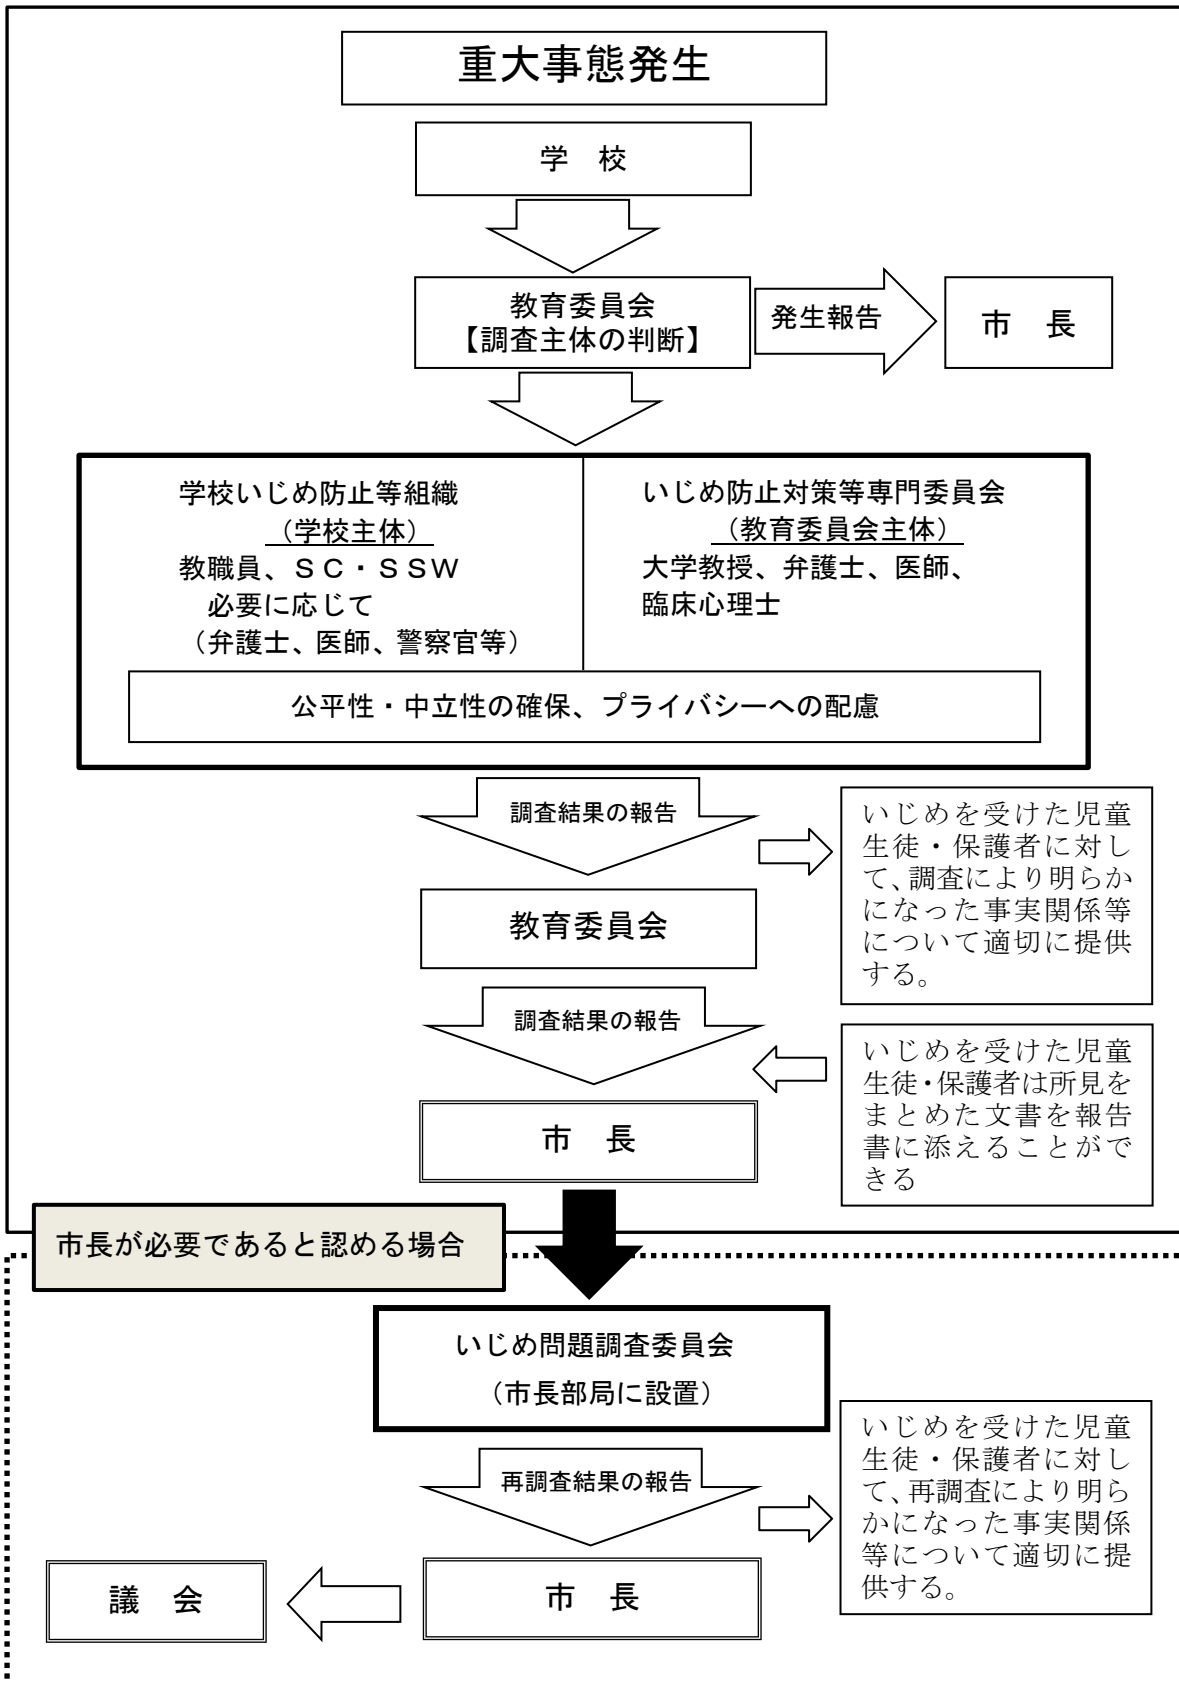 重大事態発生
学　校
教育委員会
【調査主体の判断】
発生報告
市　長
学校いじめ防止等組織
（学校主体）
教職員、ＳＣ・ＳＳＷ
必要に応じて
（弁護士、医師、警察官等）
いじめ防止対策等専門委員会
（教育委員会主体）
大学教授、弁護士、医師、
臨床心理士
公平性・中立性の確保、プライバシーへの配慮
調査結果の報告
いじめを受けた児童
生徒・保護者に対し
て、調査により明らか
になった事実関係等
について適切に提供
する。
教育委員会
調査結果の報告
いじめを受けた児童
生徒・保護者は所見を
まとめた文書を報告
書に添えることがで
きる
市　長
市長が必要であると認める場合
いじめ問題調査委員会
（市長部局に設置）
再調査結果の報告
いじめを受けた児童
生徒・保護者に対し
て、再調査により明ら
かになった事実関係
等について適切に提
供する。
議　会
市　長